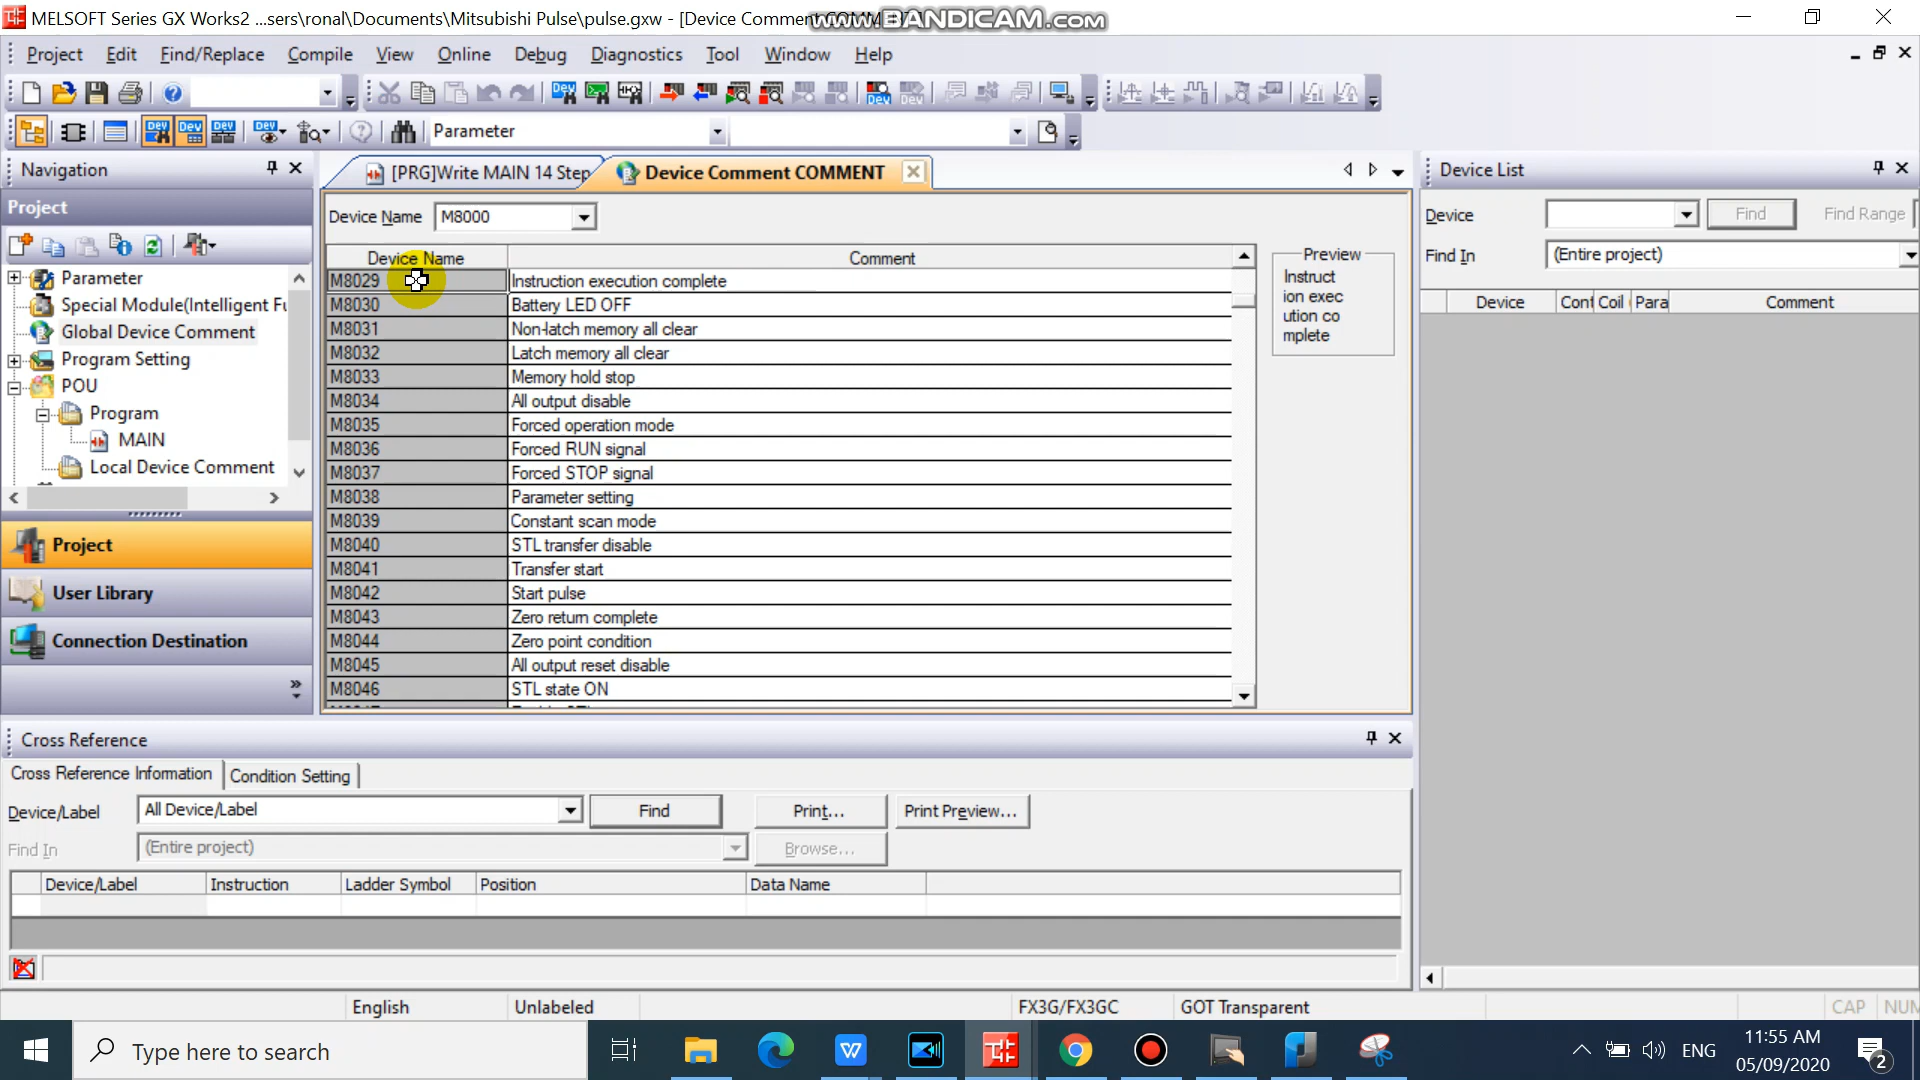 MELSOFT Series GX Works2 ...sers\ronal\Documents\Mitsubishi Pulse\pulse.gxw - [Device Comment COMM
www.BANDICAM.com
Project Edit Find/Replace Compile View Online Debug Diagnostics Tool Window Help
Parameter
Navigation
Project
Parameter
Special Module(Intelligent Fu
Global Device Comment
Program Setting
POU
Program
MAIN
Local Device Comment
Project
User Library
Connection Destination
[PRG]Write MAIN 14 Step
Device Comment COMMENT
Device Name M8000
Device Name Comment
M8029 Instruction execution complete
M8030 Battery LED OFF
M8031 Non-latch memory all clear
M8032 Latch memory all clear
M8033 Memory hold stop
M8034 All output disable
M8035 Forced operation mode
M8036 Forced RUN signal
M8037 Forced STOP signal
M8038 Parameter setting
M8039 Constant scan mode
M8040 STL transfer disable
M8041 Transfer start
M8042 Start pulse
M8043 Zero return complete
M8044 Zero point condition
M8045 All output reset disable
M8046 STL state ON
Preview
Instruct
ion exec
ution co
mplete
Device List
Device Find Find Range
Find In (Entire project)
Device Cont Coil Para Comment
Cross Reference
Cross Reference Information Condition Setting
Device/Label All Device/Label Find Print... Print Preview...
Find In (Entire project) Browse...
Device/Label Instruction Ladder Symbol Position Data Name
English Unlabeled FX3G/FX3GC GOT Transparent CAP NUM
Type here to search
ENG
11:55 AM
05/09/2020
2